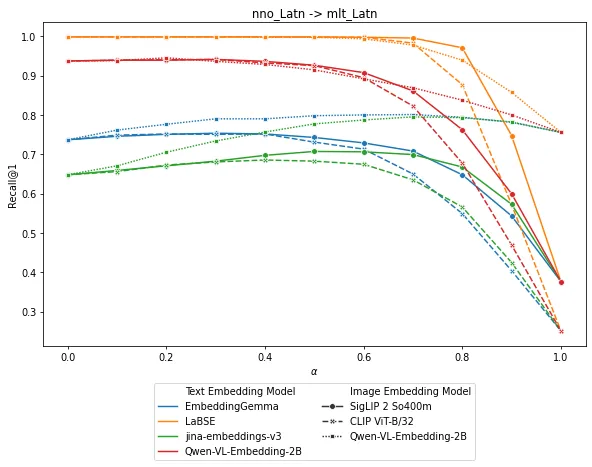 nno_Latn -> mlt_Latn
Recall@1
1.0
0.9
0.8
0.7
0.6
0.5
0.4
0.3
0.0 0.2 0.4 0.6 0.8 1.0
α
Text Embedding Model
EmbeddingGemma
LaBSE
jina-embeddings-v3
Qwen-VL-Embedding-2B
Image Embedding Model
SigLIP 2 So400m
CLIP ViT-B/32
Qwen-VL-Embedding-2B